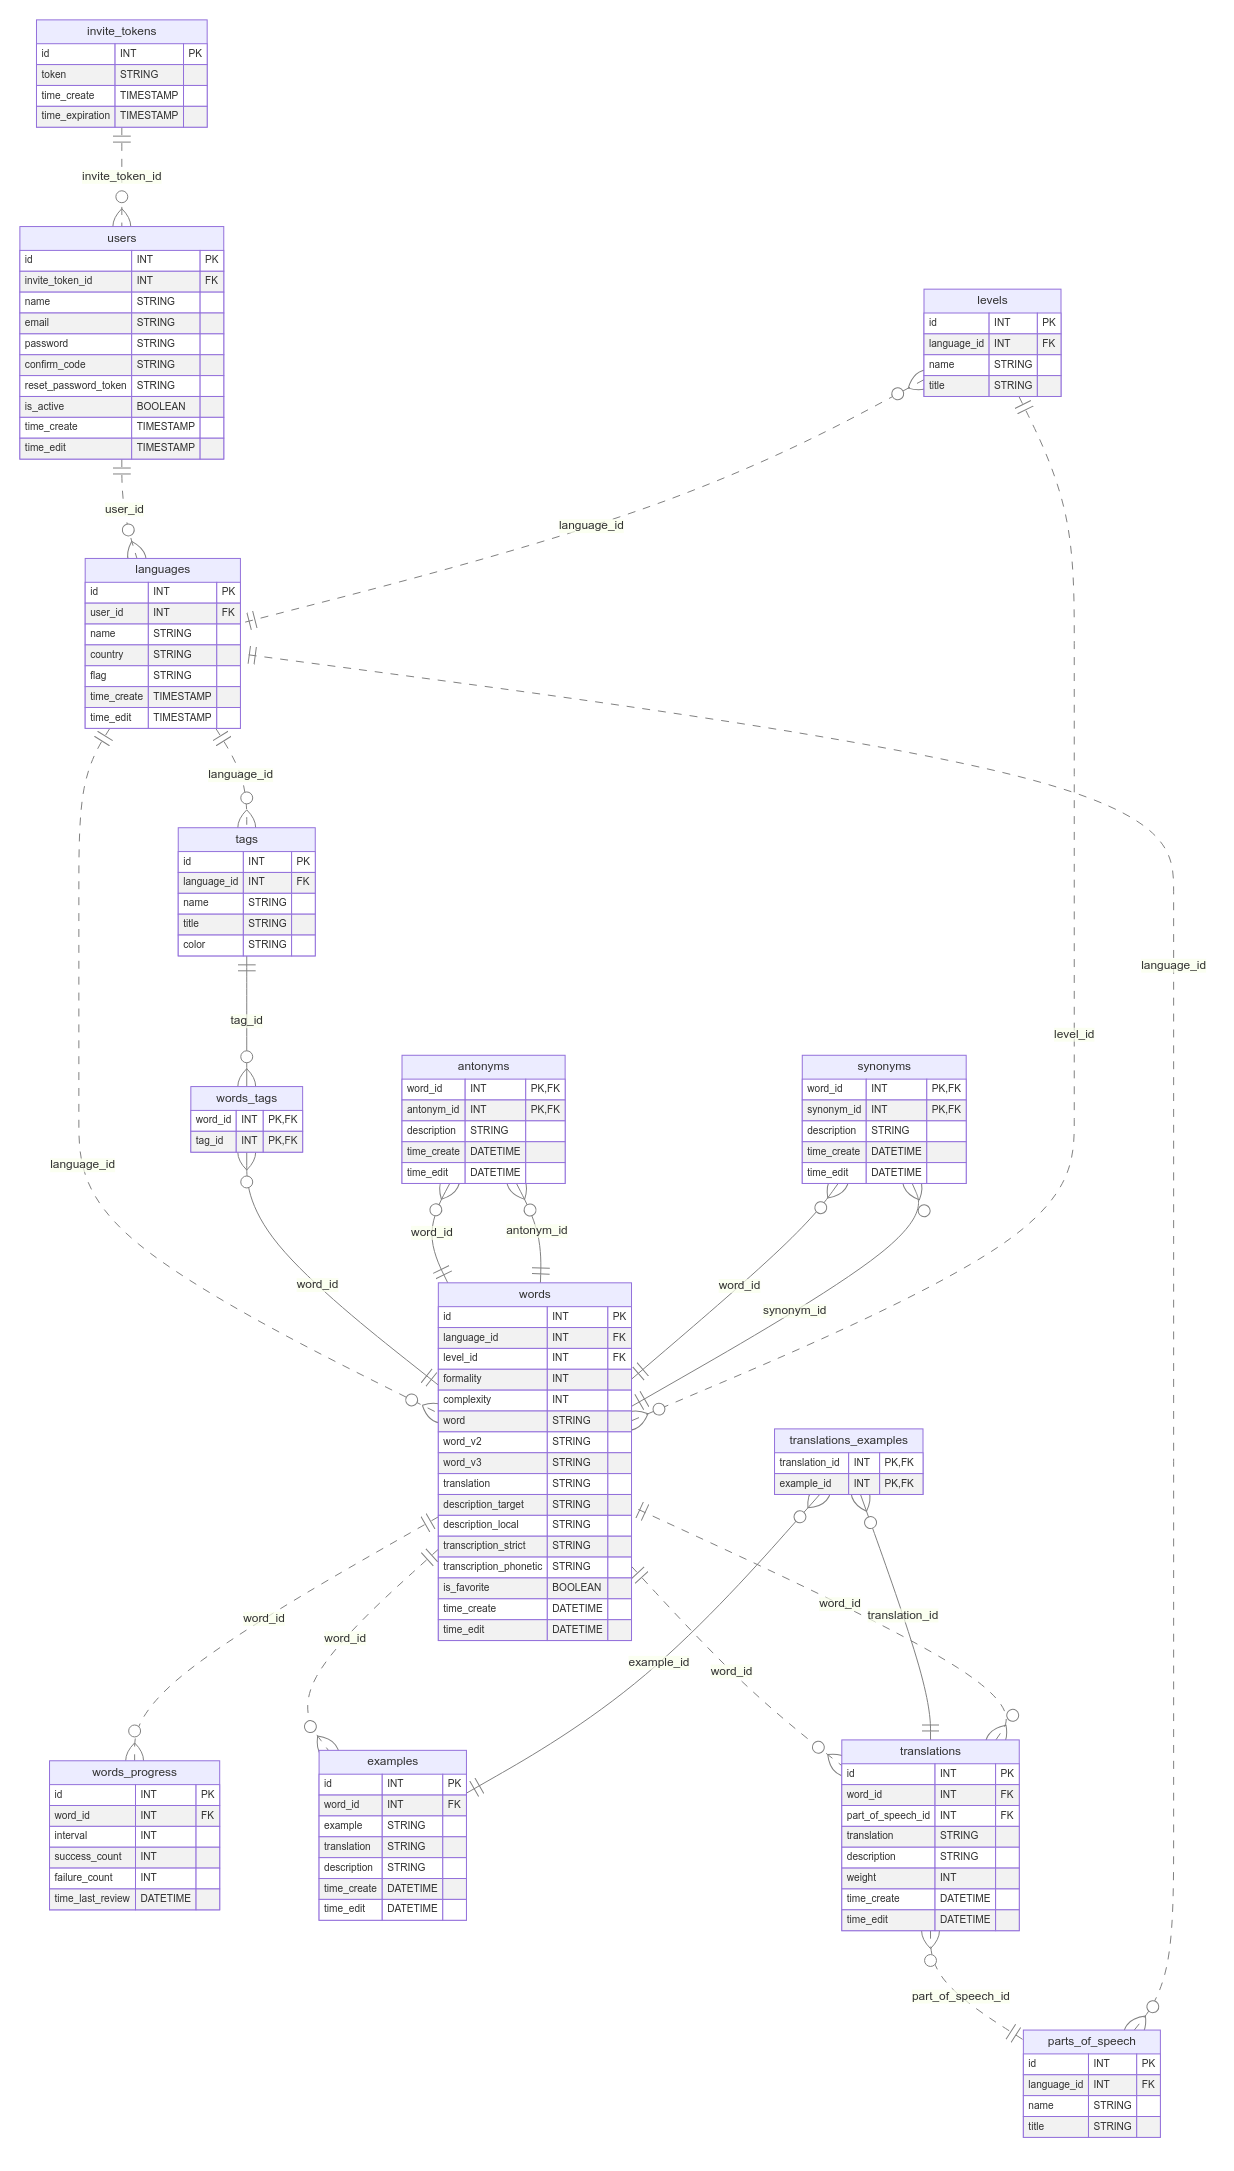 invite_tokens
id INT PK
token STRING
time_create TIMESTAMP
time_expiration TIMESTAMP
invite_token_id
users
id INT PK
invite_token_id INT FK
name STRING
email STRING
password STRING
confirm_code STRING
reset_password_token STRING
is_active BOOLEAN
time_create TIMESTAMP
time_edit TIMESTAMP
levels
id INT PK
language_id INT FK
name STRING
title STRING
user_id
language_id
languages
id INT PK
user_id INT FK
name STRING
country STRING
flag STRING
time_create TIMESTAMP
time_edit TIMESTAMP
language_id
tags
id INT PK
language_id INT FK
name STRING
title STRING
color STRING
language_id
tag_id
level_id
words_tags
word_id INT PK,FK
tag_id INT PK,FK
antonyms
word_id INT PK,FK
antonym_id INT PK,FK
description STRING
time_create DATETIME
time_edit DATETIME
synonyms
word_id INT PK,FK
synonym_id INT PK,FK
description STRING
time_create DATETIME
time_edit DATETIME
language_id
word_id
antonym_id
word_id
word_id
synonym_id
words
id INT PK
language_id INT FK
level_id INT FK
formality INT
complexity INT
word STRING
word_v2 STRING
word_v3 STRING
translation STRING
description_target STRING
description_local STRING
transcription_strict STRING
transcription_phonetic STRING
is_favorite BOOLEAN
time_create DATETIME
time_edit DATETIME
translations_examples
translation_id INT PK,FK
example_id INT PK,FK
word_id
translation_id
word_id
word_id
example_id
word_id
words_progress
id INT PK
word_id INT FK
interval INT
success_count INT
failure_count INT
time_last_review DATETIME
examples
id INT PK
word_id INT FK
example STRING
translation STRING
description STRING
time_create DATETIME
time_edit DATETIME
translations
id INT PK
word_id INT FK
part_of_speech_id INT FK
translation STRING
description STRING
weight INT
time_create DATETIME
time_edit DATETIME
part_of_speech_id
parts_of_speech
id INT PK
language_id INT FK
name STRING
title STRING